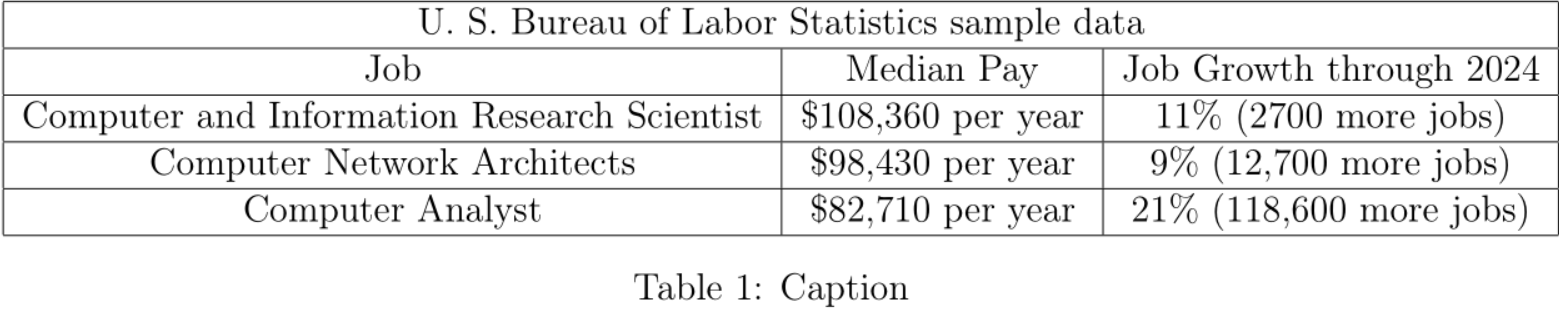 U. S. Bureau of Labor Statistics sample data
Job Median Pay Job Growth through 2024
Computer and Information Research Scientist $108,360 per year 11% (2700 more jobs)
Computer Network Architects $98,430 per year 9% (12,700 more jobs)
Computer Analyst $82,710 per year 21% (118,600 more jobs)
Table 1: Caption